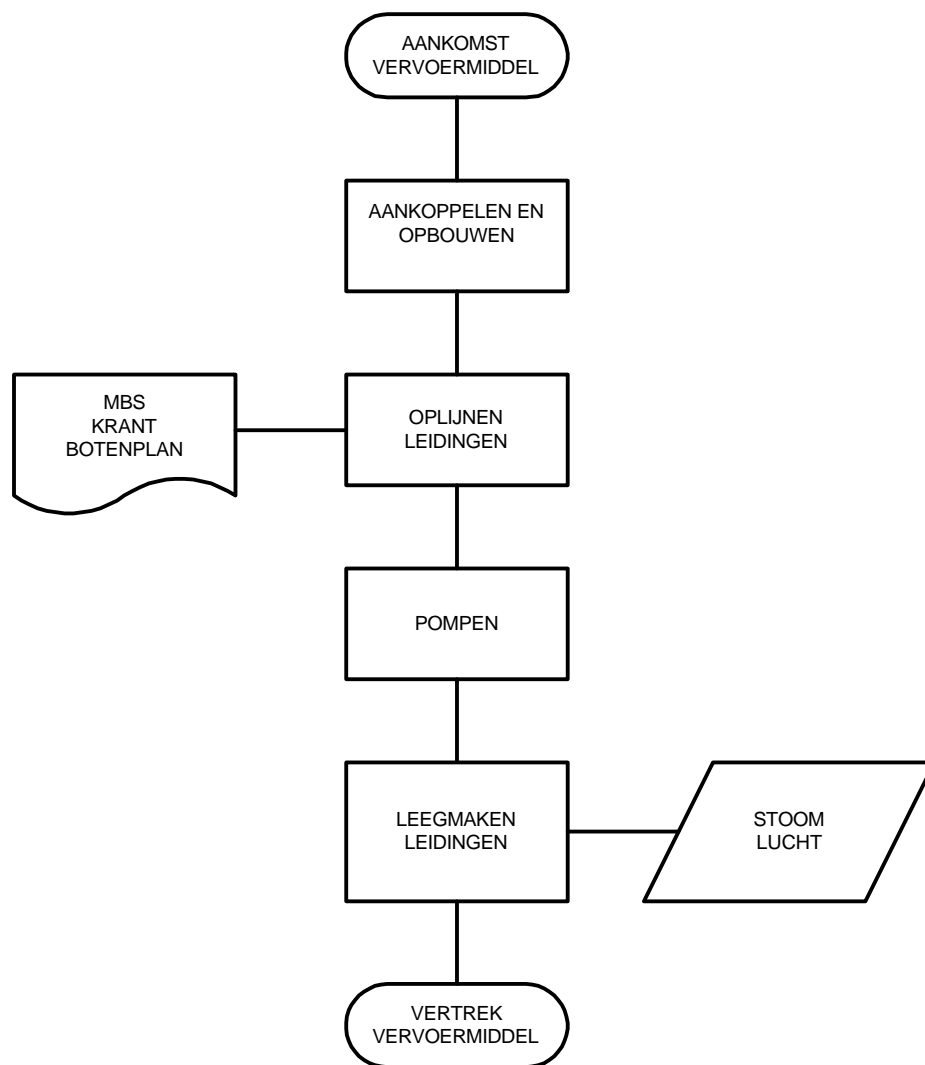 AANKOMST
VERVOERMIDDEL
AANKOPPELEN EN
OPBOUWEN
MBS
KRANT
BOTENPLAN
OPLIJNEN
LEIDINGEN
POMPEN
LEEGMAKEN
LEIDINGEN
STOOM
LUCHT
VERTREK
VERVOERMIDDEL